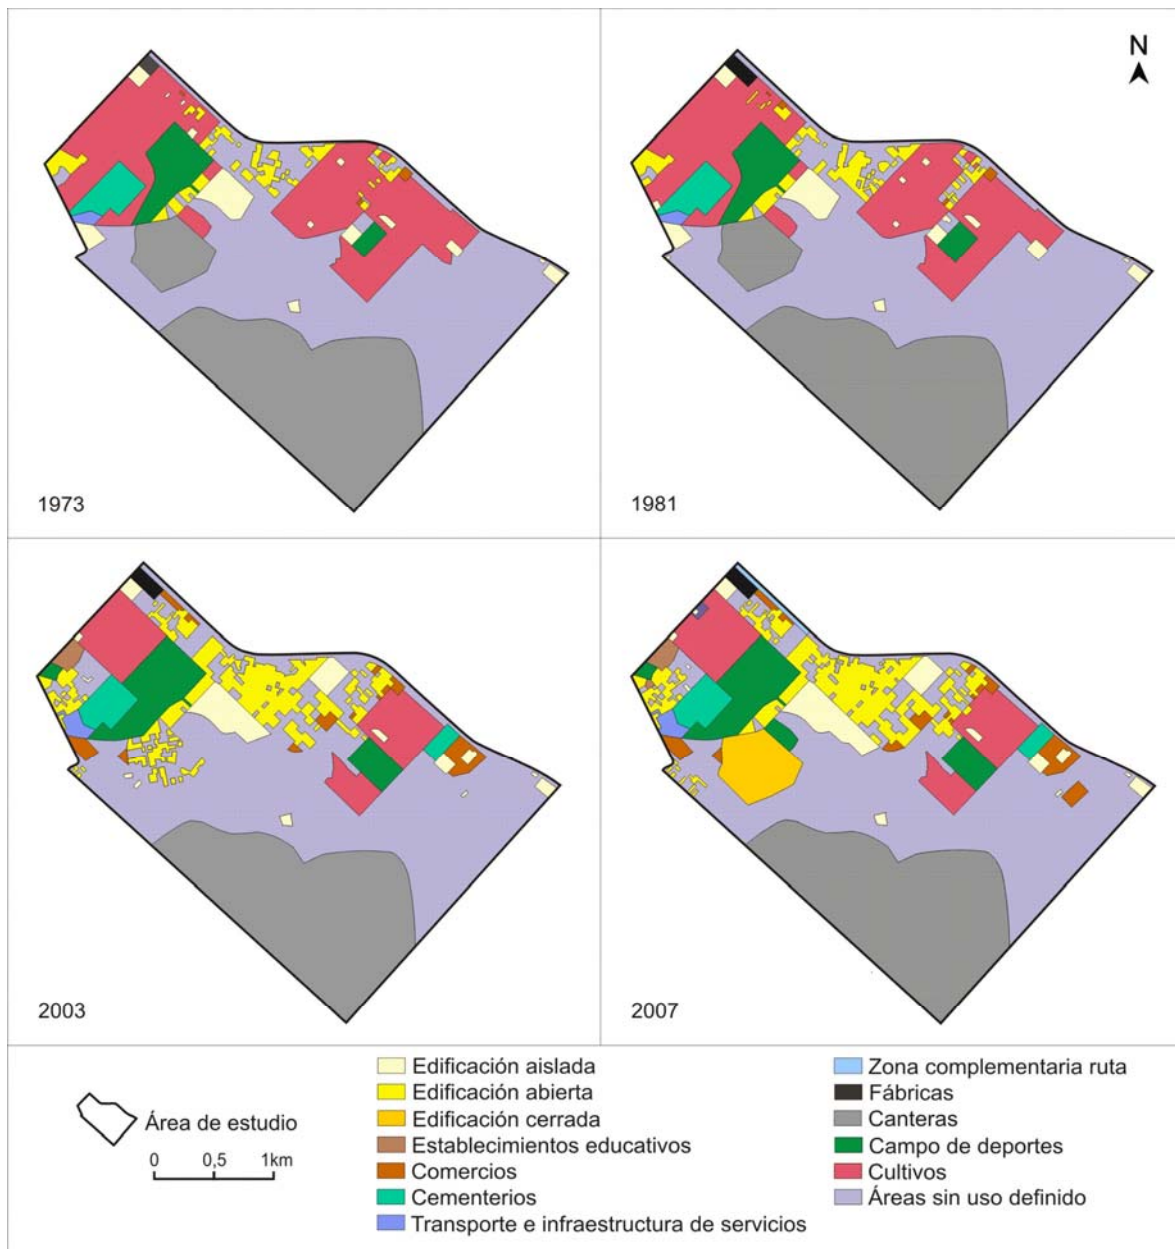 N
1973
1981
2003
2007
Área de estudio
0 0,5 1km
Edificación aislada
Edificación abierta
Edificación cerrada
Establecimientos educativos
Comercios
Cementerios
Transporte e infraestructura de servicios
Zona complementaria ruta
Fábricas
Canteras
Campo de deportes
Cultivos
Áreas sin uso definido